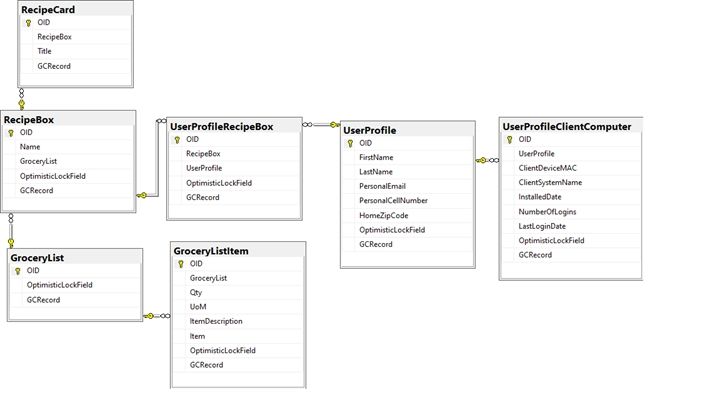 RecipeCard
OID
RecipeBox
Title
GCRecord
RecipeBox
OID
Name
GroceryList
OptimisticLockField
GCRecord
UserProfileRecipeBox
OID
RecipeBox
UserProfile
OptimisticLockField
GCRecord
UserProfile
OID
FirstName
LastName
PersonalEmail
PersonalCellNumber
HomeZipCode
OptimisticLockField
GCRecord
UserProfileClientComputer
OID
UserProfile
ClientDeviceMAC
ClientSystemName
InstalledDate
NumberOfLogins
LastLoginDate
OptimisticLockField
GCRecord
GroceryList
OID
OptimisticLockField
GCRecord
GroceryListItem
OID
GroceryList
Qty
UoM
ItemDescription
Item
OptimisticLockField
GCRecord